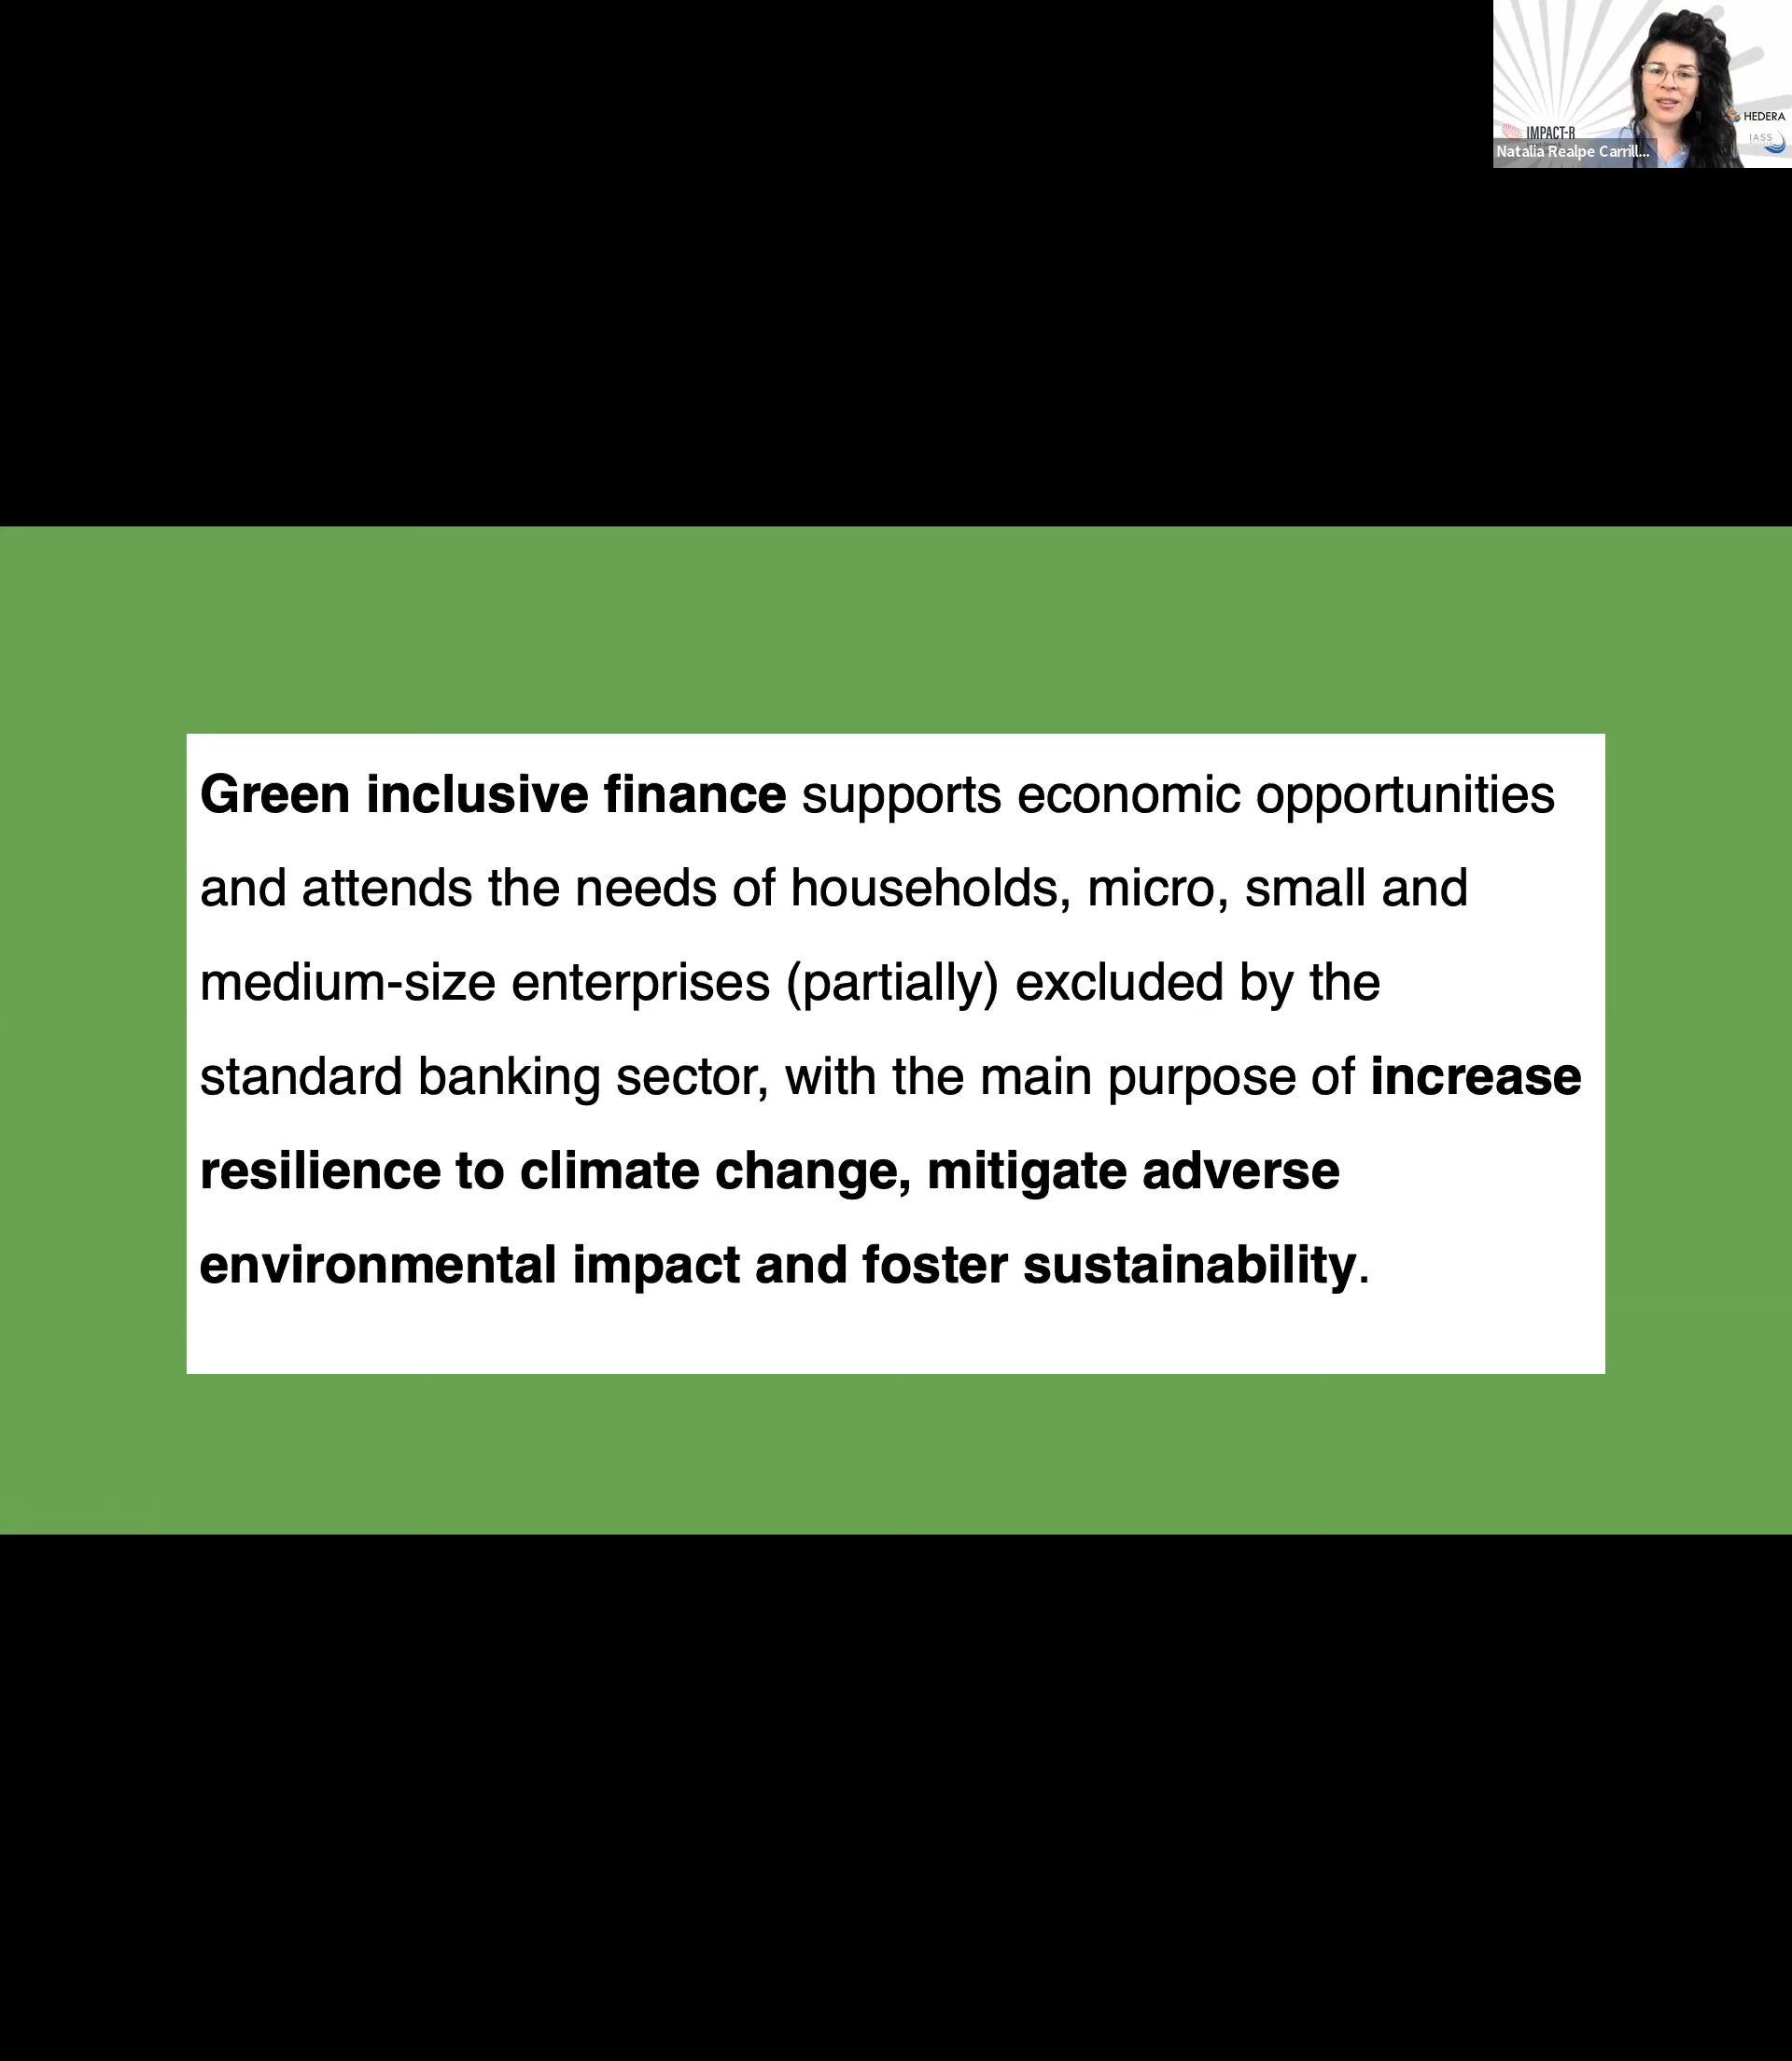 IMPACT-R
HEDERA
IASS
Natalia Realpe Carrill...
Green inclusive finance supports economic opportunities
and attends the needs of households, micro, small and
medium-size enterprises (partially) excluded by the
standard banking sector, with the main purpose of increase
resilience to climate change, mitigate adverse
environmental impact and foster sustainability.